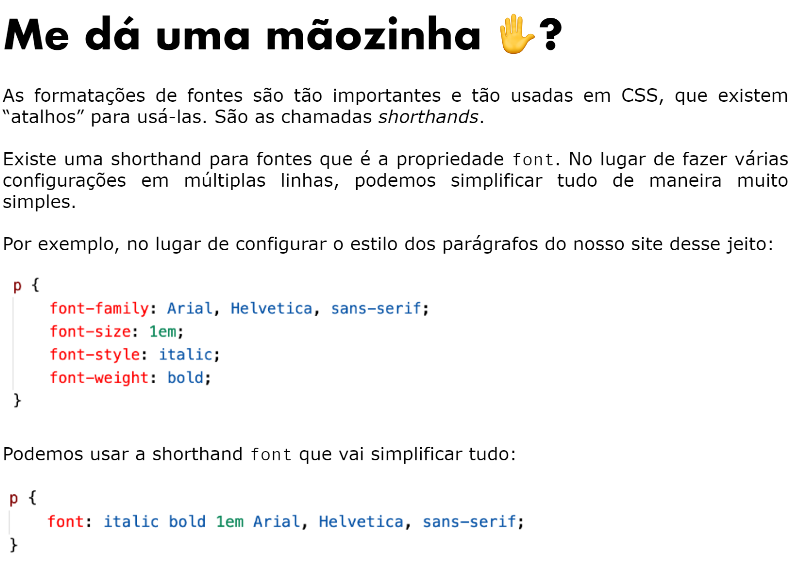 Me dá uma mãozinha 🖐?
As formatações de fontes são tão importantes e tão usadas em CSS, que existem
“atalhos” para usá-las. São as chamadas shorthands.
Existe uma shorthand para fontes que é a propriedade font. No lugar de fazer várias
configurações em múltiplas linhas, podemos simplificar tudo de maneira muito
simples.
Por exemplo, no lugar de configurar o estilo dos parágrafos do nosso site desse jeito:
p {
    font-family: Arial, Helvetica, sans-serif;
    font-size: 1em;
    font-style: italic;
    font-weight: bold;
}
Podemos usar a shorthand font que vai simplificar tudo:
p {
    font: italic bold 1em Arial, Helvetica, sans-serif;
}